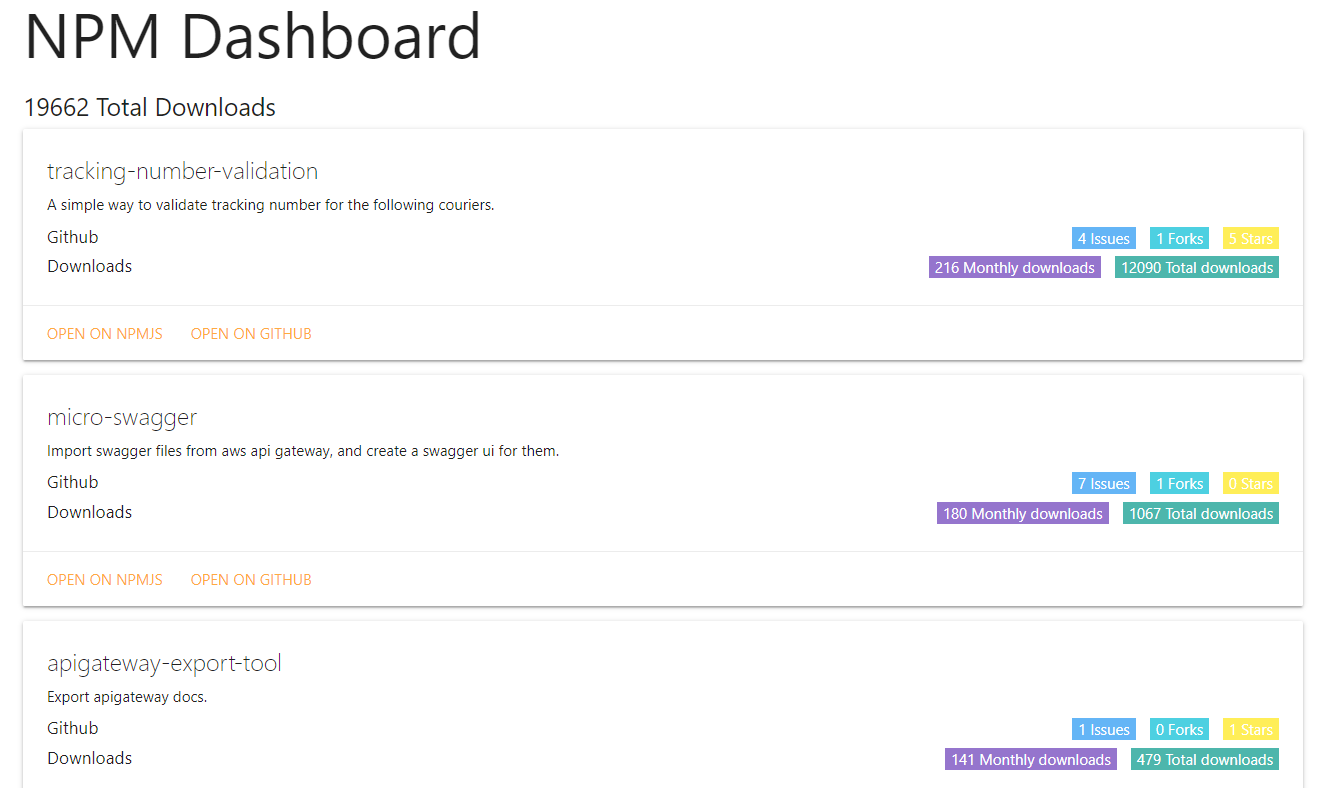 NPM Dashboard
19662 Total Downloads
tracking-number-validation
A simple way to validate tracking number for the following couriers.
Github 4 Issues 1 Forks 5 Stars
Downloads 216 Monthly downloads 12090 Total downloads
OPEN ON NPMJS OPEN ON GITHUB
micro-swagger
Import swagger files from aws api gateway, and create a swagger ui for them.
Github 7 Issues 1 Forks 0 Stars
Downloads 180 Monthly downloads 1067 Total downloads
OPEN ON NPMJS OPEN ON GITHUB
apigateway-export-tool
Export apigateway docs.
Github 1 Issues 0 Forks 1 Stars
Downloads 141 Monthly downloads 479 Total downloads